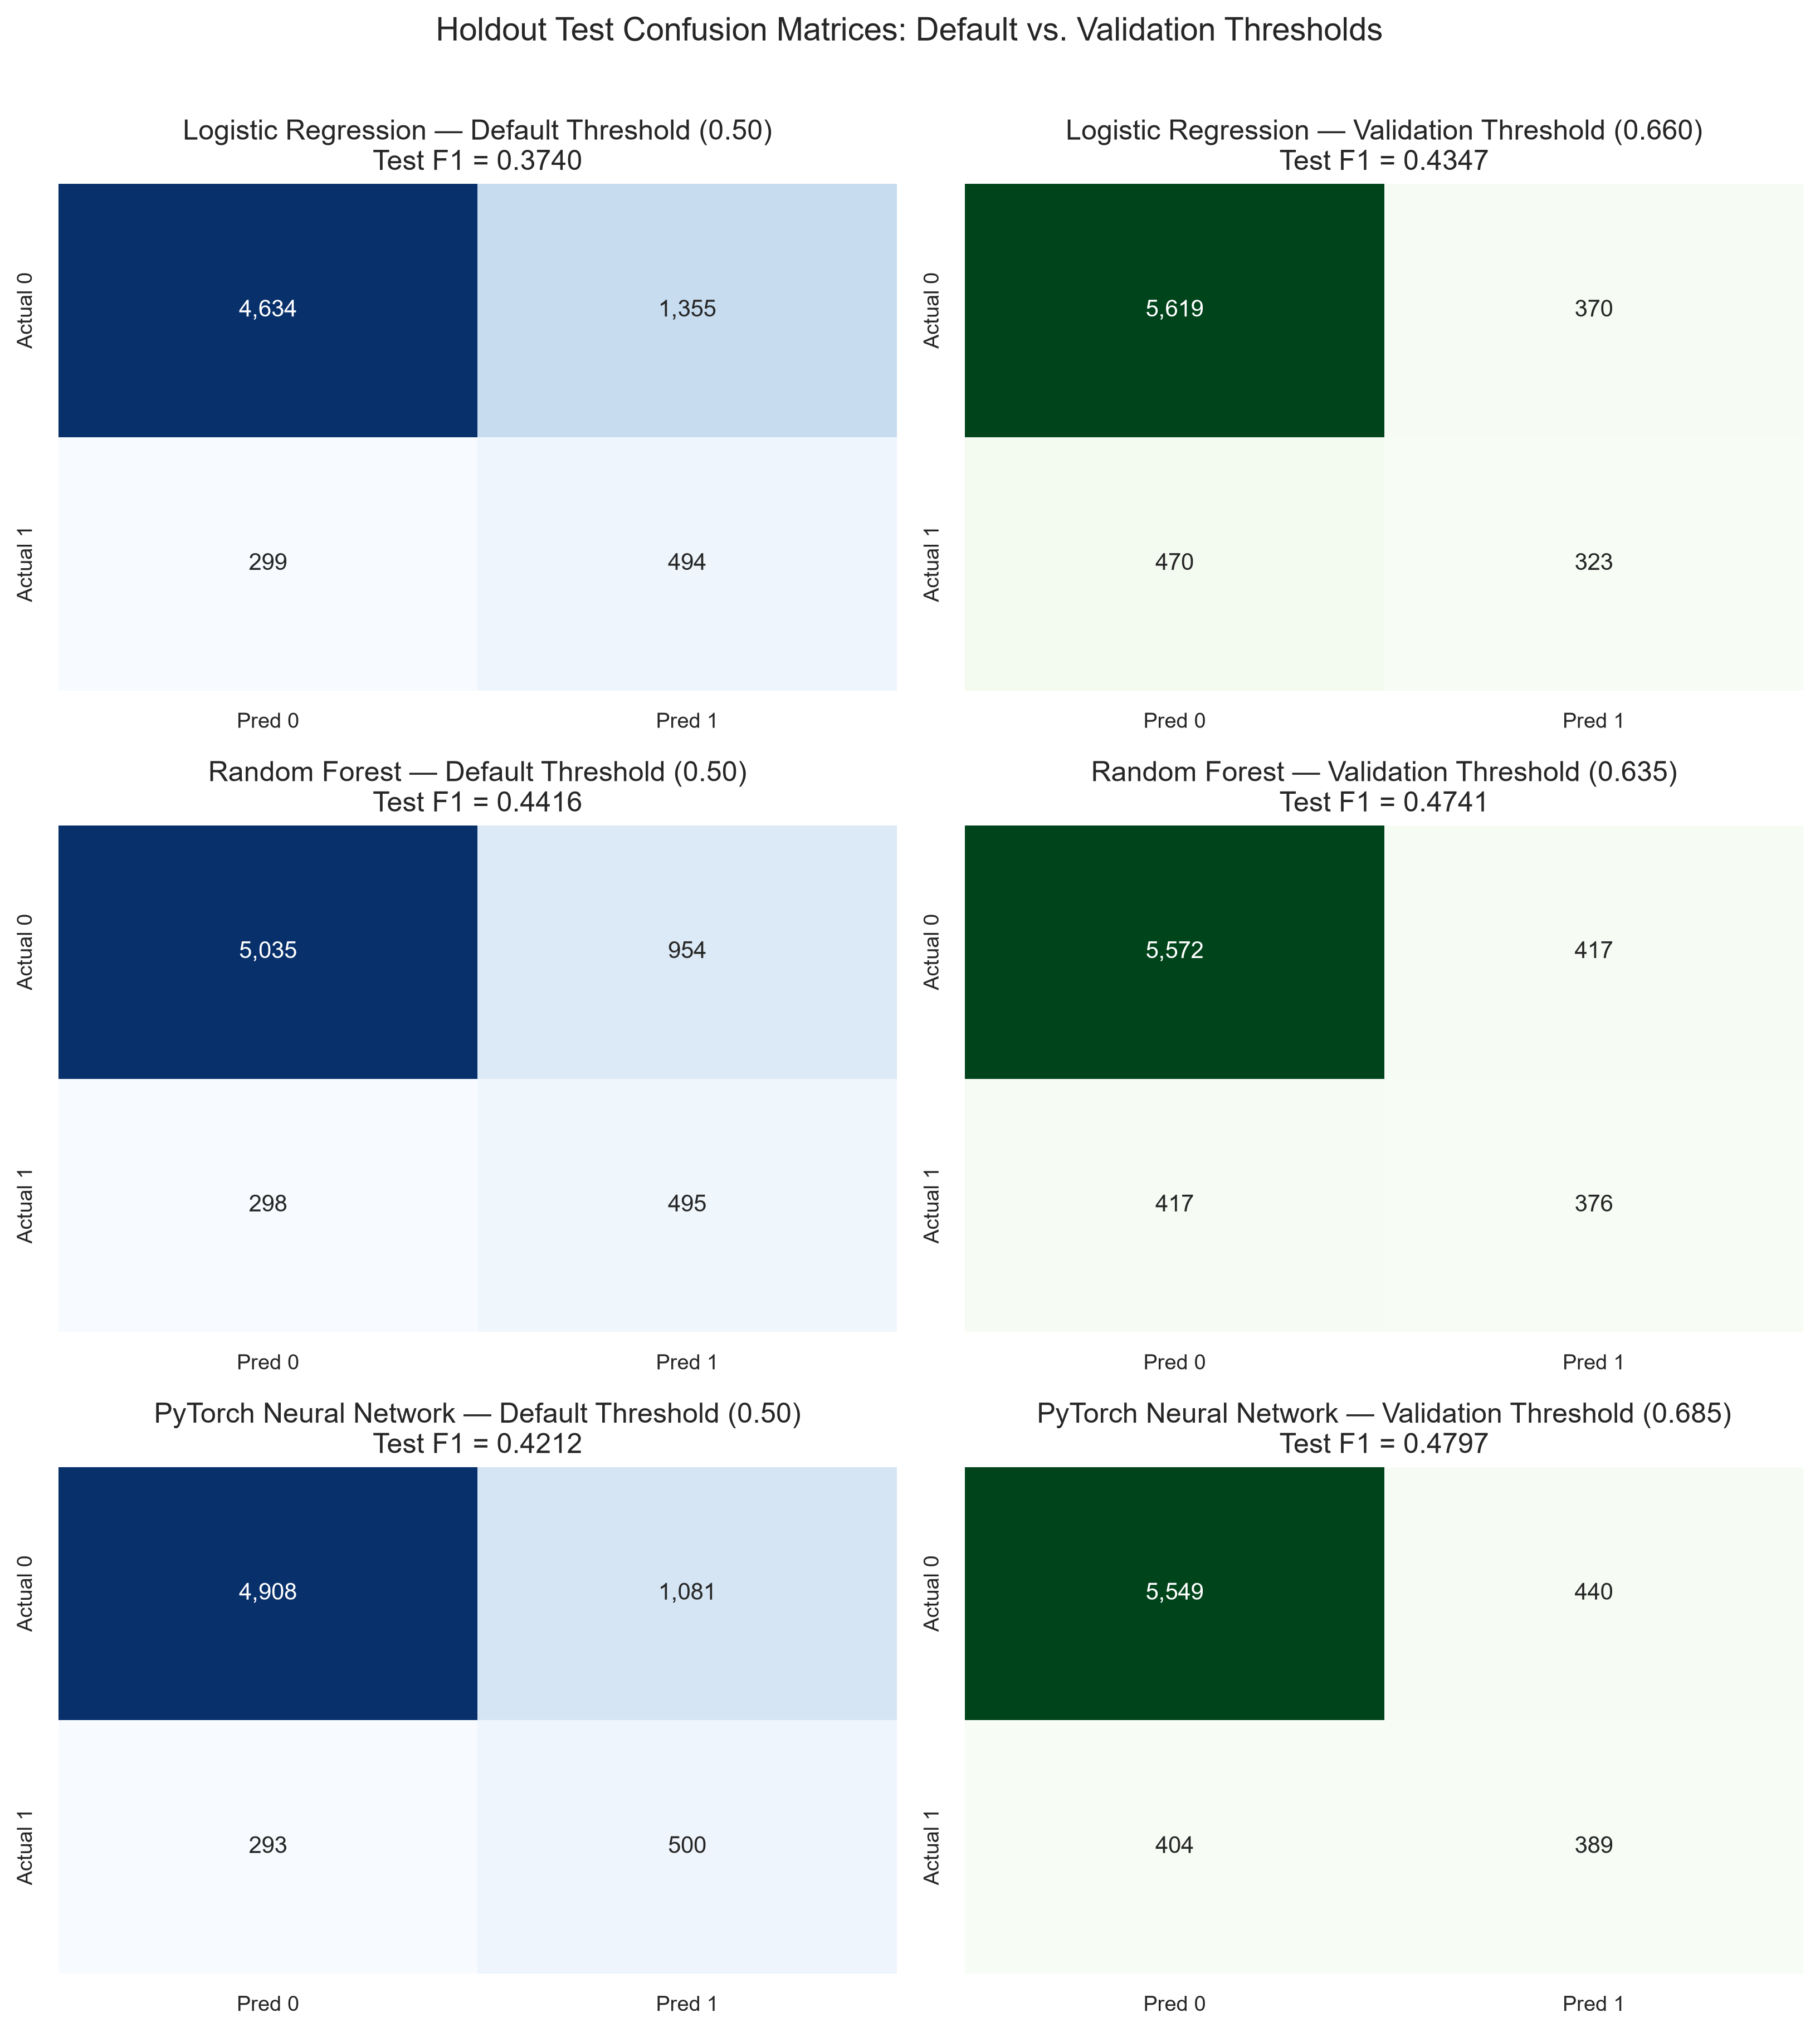 Holdout Test Confusion Matrices: Default vs. Validation Thresholds
Logistic Regression — Default Threshold (0.50)
Test F1 = 0.3740
Actual 0
4,634
1,355
Actual 1
299
494
Pred 0
Pred 1
Logistic Regression — Validation Threshold (0.660)
Test F1 = 0.4347
Actual 0
5,619
370
Actual 1
470
323
Pred 0
Pred 1
Random Forest — Default Threshold (0.50)
Test F1 = 0.4416
Actual 0
5,035
954
Actual 1
298
495
Pred 0
Pred 1
Random Forest — Validation Threshold (0.635)
Test F1 = 0.4741
Actual 0
5,572
417
Actual 1
417
376
Pred 0
Pred 1
PyTorch Neural Network — Default Threshold (0.50)
Test F1 = 0.4212
Actual 0
4,908
1,081
Actual 1
293
500
Pred 0
Pred 1
PyTorch Neural Network — Validation Threshold (0.685)
Test F1 = 0.4797
Actual 0
5,549
440
Actual 1
404
389
Pred 0
Pred 1